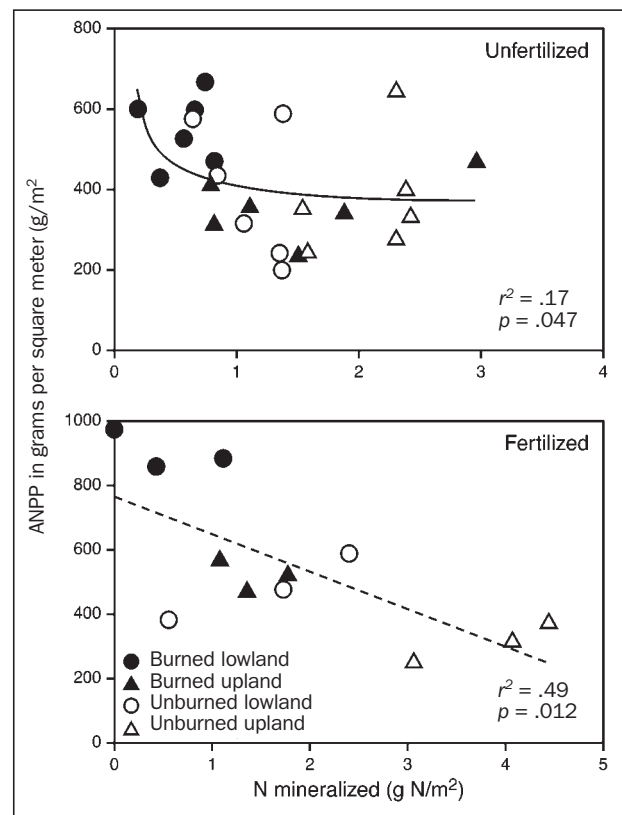 800
Unfertilized
600
400
200
r² = .17
p = .047
0
0 1 2 3 4
ANPP in grams per square meter (g/m²)
1000
Fertilized
800
600
400
Burned lowland
Burned upland
200
Unburned lowland
Unburned upland
r² = .49
p = .012
0
0 1 2 3 4 5
N mineralized (g N/m²)